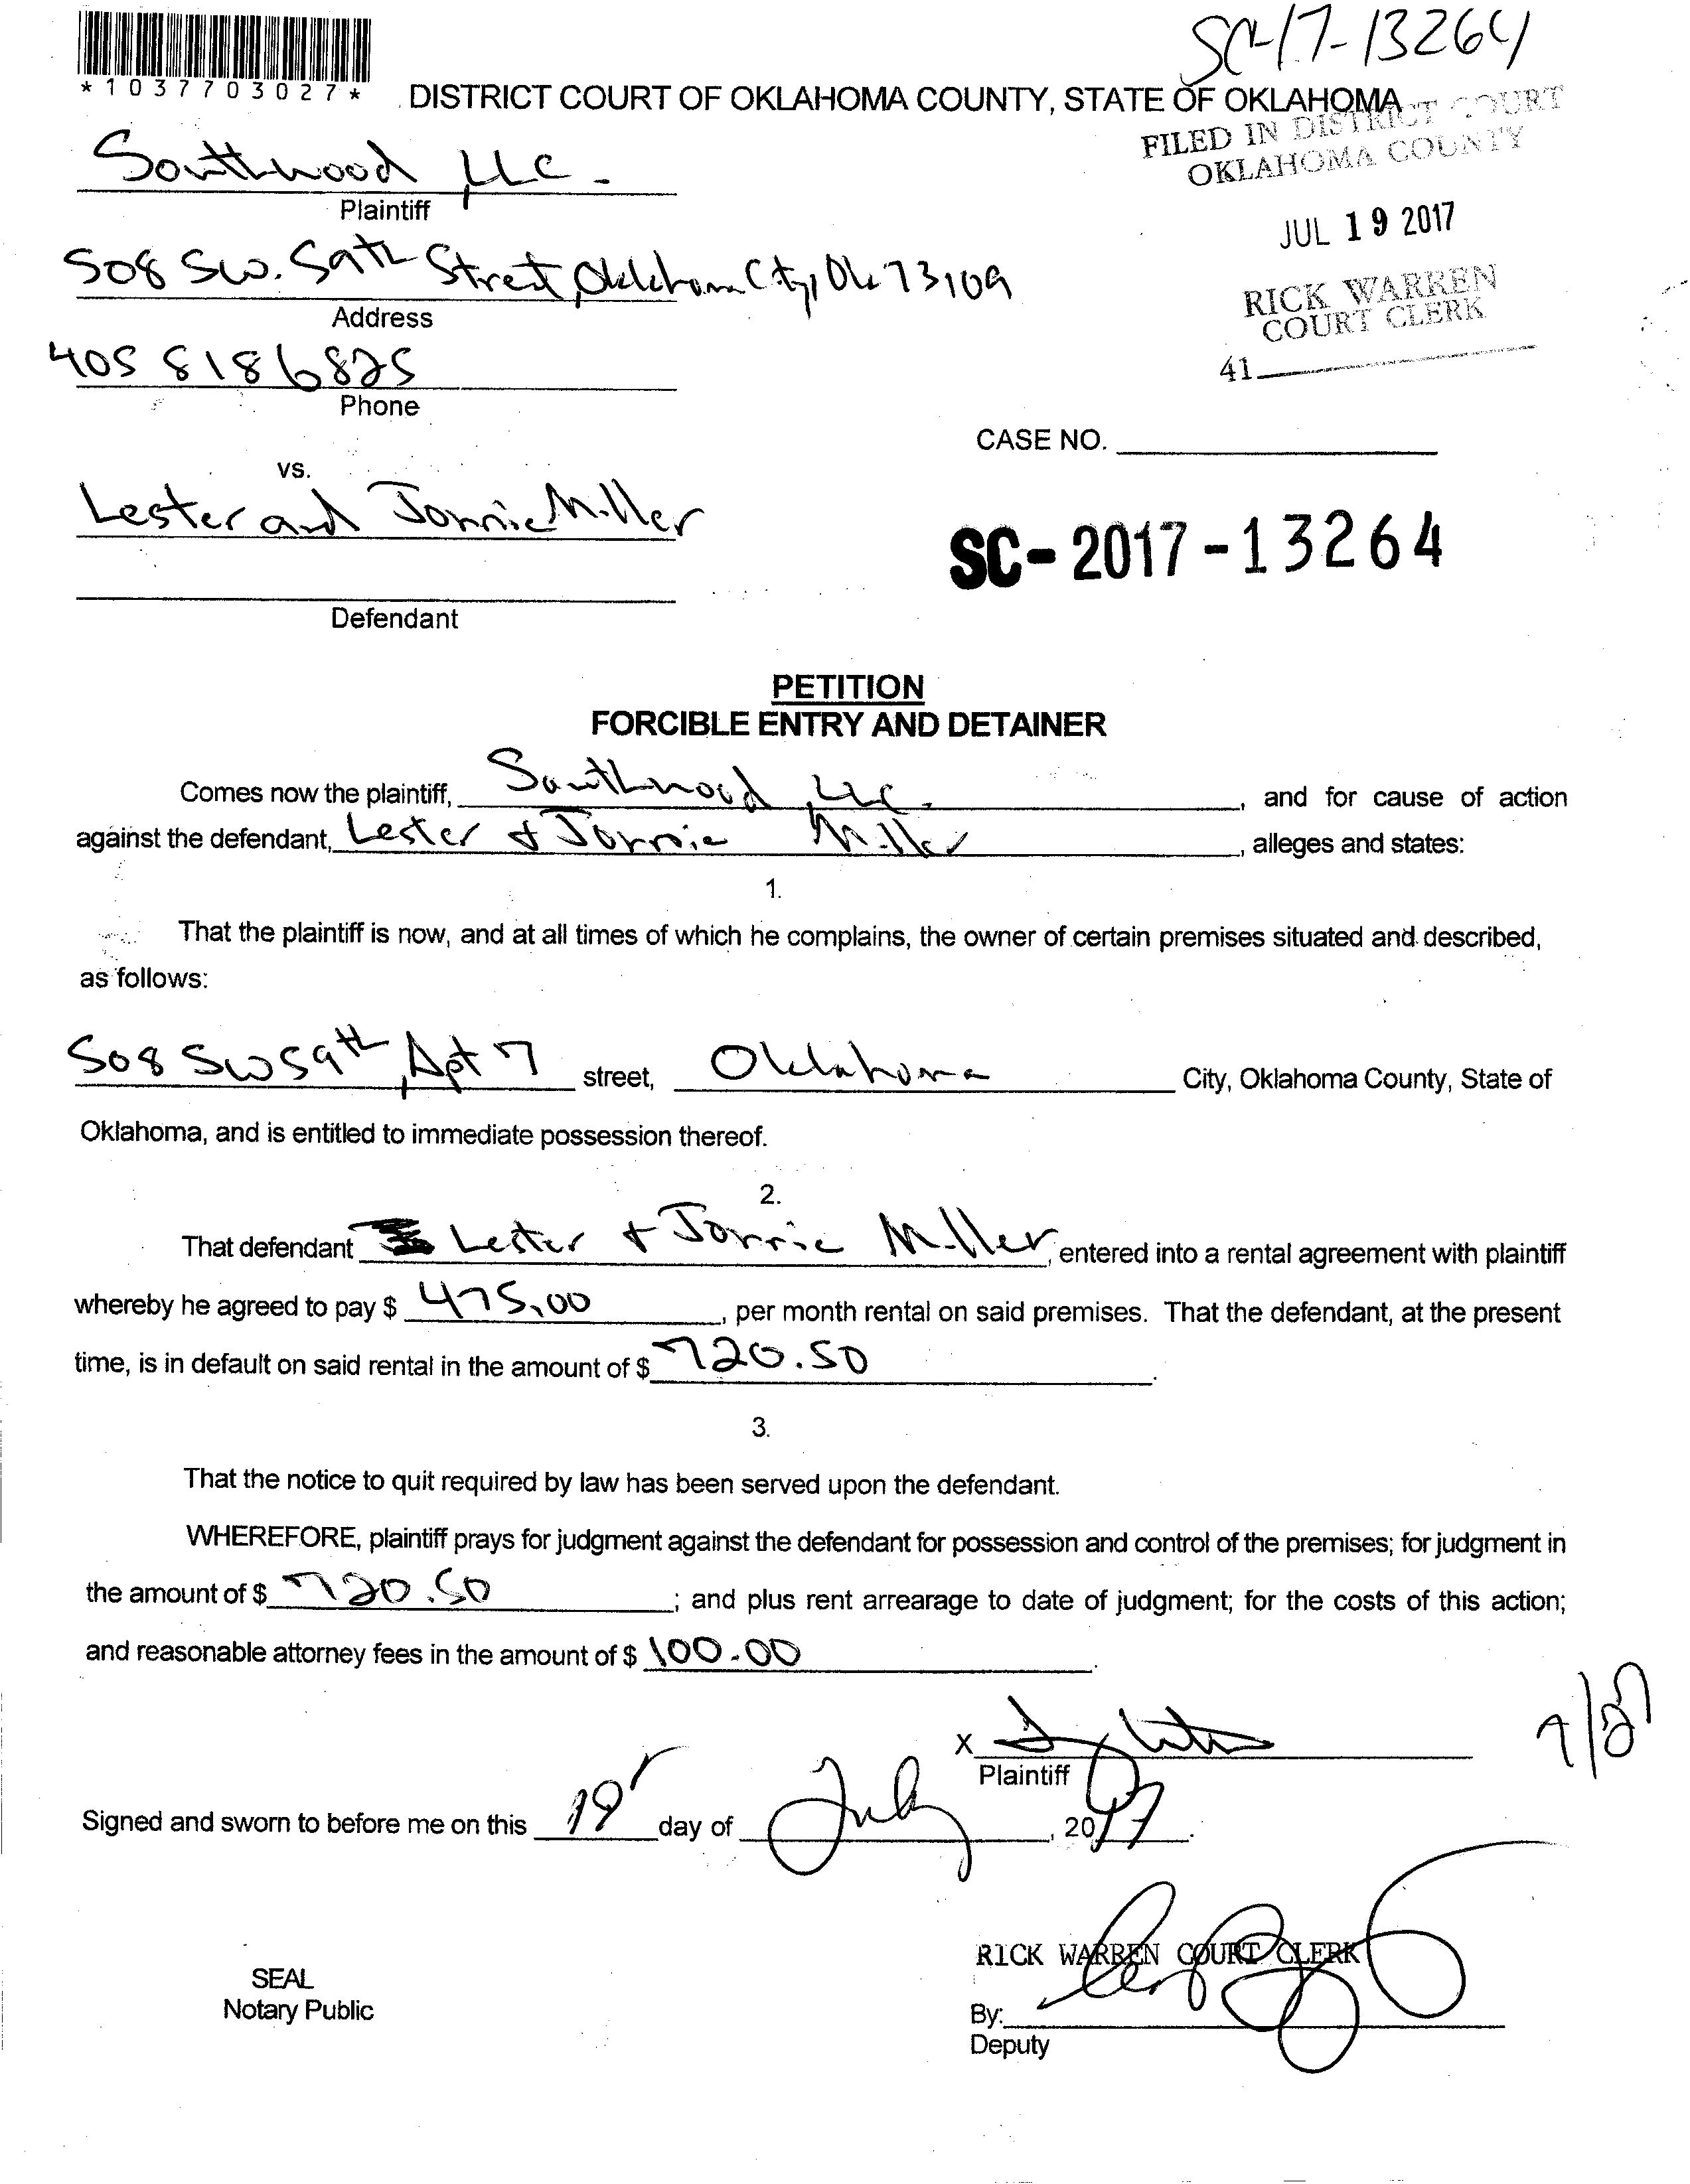 SC-17-13264
*1037703027*
DISTRICT COURT OF OKLAHOMA COUNTY, STATE OF OKLAHOMA
FILED IN DISTRICT COURT
OKLAHOMA COUNTY
Southwood, LLC.
Plaintiff
JUL 19 2017
508 SW. 59th Street, Oklahoma City, Ok 73109
Address
RICK WARREN
COURT CLERK
405 8186825
Phone
41
CASE NO.
vs.
Lester and Jonnie Miller
SC-2017-13264
Defendant
PETITION
FORCIBLE ENTRY AND DETAINER
Comes now the plaintiff, Southwood, LLC. , and for cause of action
against the defendant, Lester & Jonnie Miller , alleges and states:
1.
That the plaintiff is now, and at all times of which he complains, the owner of certain premises situated and described,
as follows:
508 SW 59th, Apt 7 street, Oklahoma City, Oklahoma County, State of
Oklahoma, and is entitled to immediate possession thereof.
2.
That defendant Lester + Jonnie Miller, entered into a rental agreement with plaintiff
whereby he agreed to pay $ 475.00 , per month rental on said premises. That the defendant, at the present
time, is in default on said rental in the amount of $ 720.50 .
3.
That the notice to quit required by law has been served upon the defendant.
WHEREFORE, plaintiff prays for judgment against the defendant for possession and control of the premises; for judgment in
the amount of $ 720.50 ; and plus rent arrearage to date of judgment; for the costs of this action;
and reasonable attorney fees in the amount of $ 100.00 .
7/27
X
Plaintiff
Signed and sworn to before me on this 19 day of July , 2017.
RICK WARREN COURT CLERK
SEAL
Notary Public
By:
Deputy